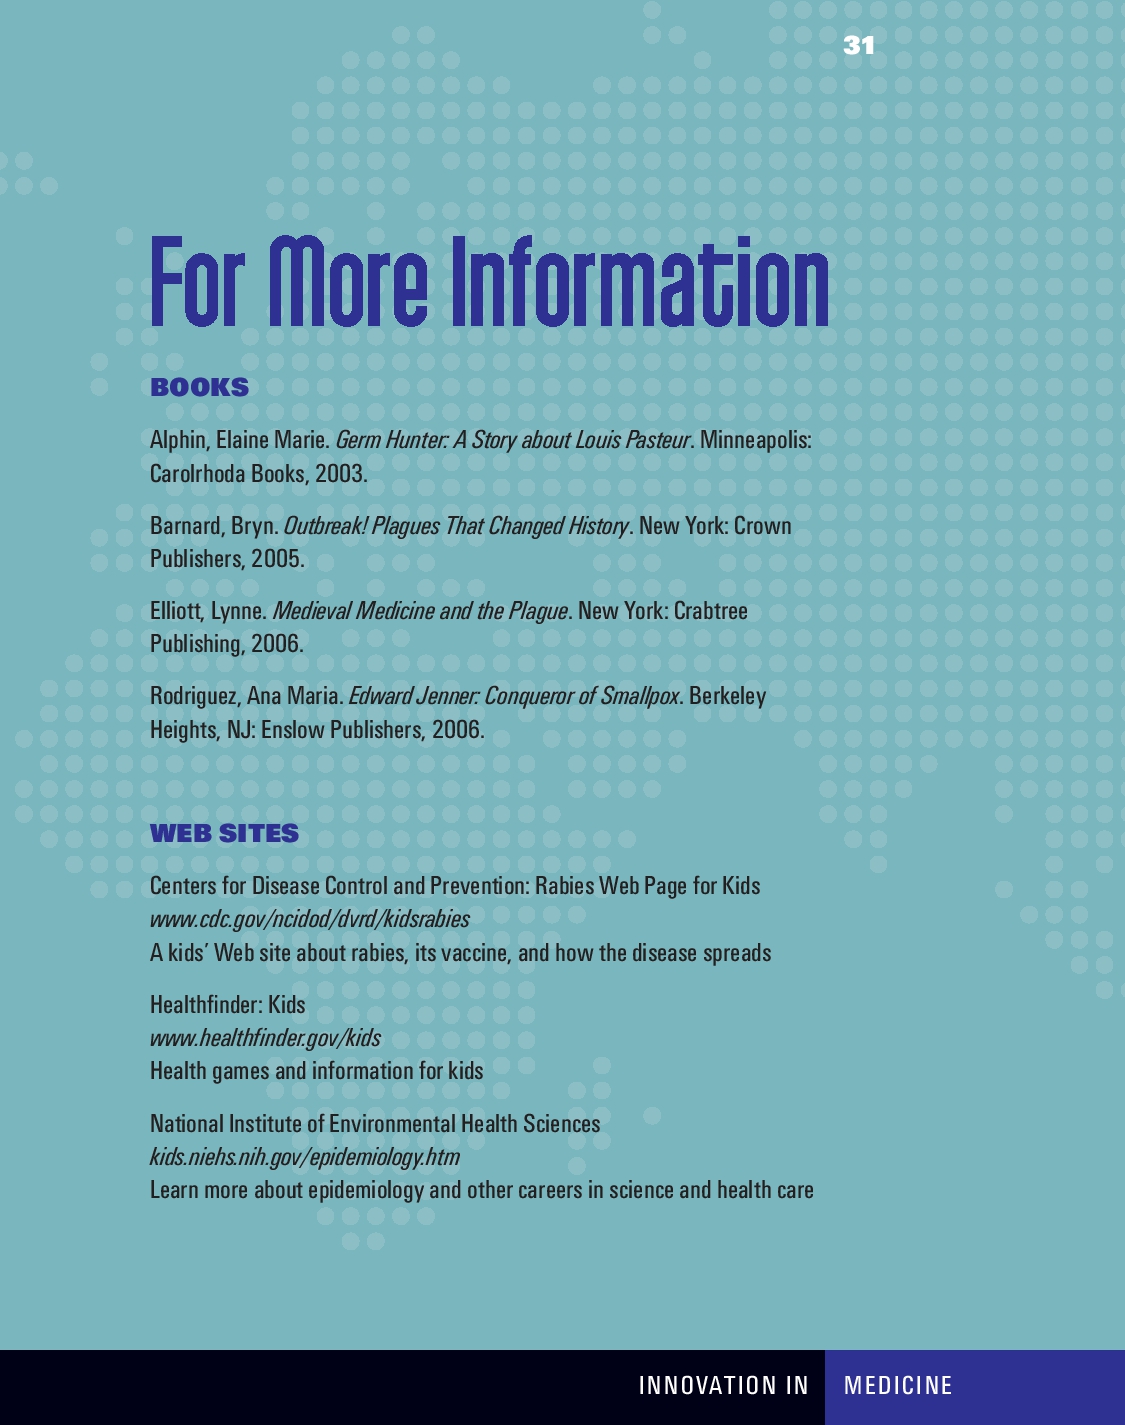 31
For More Information
BOOKS
Alphin, Elaine Marie. Germ Hunter: A Story about Louis Pasteur. Minneapolis:
Carolrhoda Books, 2003.
Barnard, Bryn. Outbreak! Plagues That Changed History. New York: Crown
Publishers, 2005.
Elliott, Lynne. Medieval Medicine and the Plague. New York: Crabtree
Publishing, 2006.
Rodriguez, Ana Maria. Edward Jenner: Conqueror of Smallpox. Berkeley
Heights, NJ: Enslow Publishers, 2006.
WEB SITES
Centers for Disease Control and Prevention: Rabies Web Page for Kids
www.cdc.gov/ncidod/dvrd/kidsrabies
A kids’ Web site about rabies, its vaccine, and how the disease spreads
Healthfinder: Kids
www.healthfinder.gov/kids
Health games and information for kids
National Institute of Environmental Health Sciences
kids.niehs.nih.gov/epidemiology.htm
Learn more about epidemiology and other careers in science and health care
INNOVATION IN MEDICINE